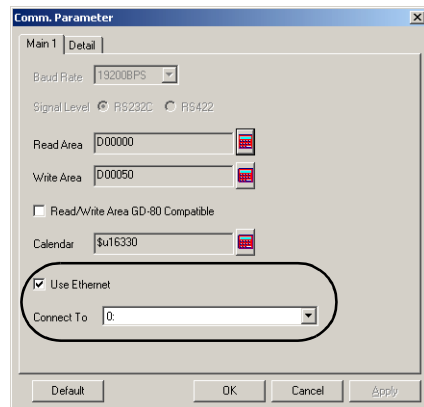 Comm. Parameter
Main 1 Detail
Baud Rate 19200BPS
Signal Level RS232C RS422
Read Area D00000
Write Area D00050
Read/Write Area GD-80 Compatible
Calendar $u16330
Use Ethernet
Connect To 0:
Default OK Cancel Apply